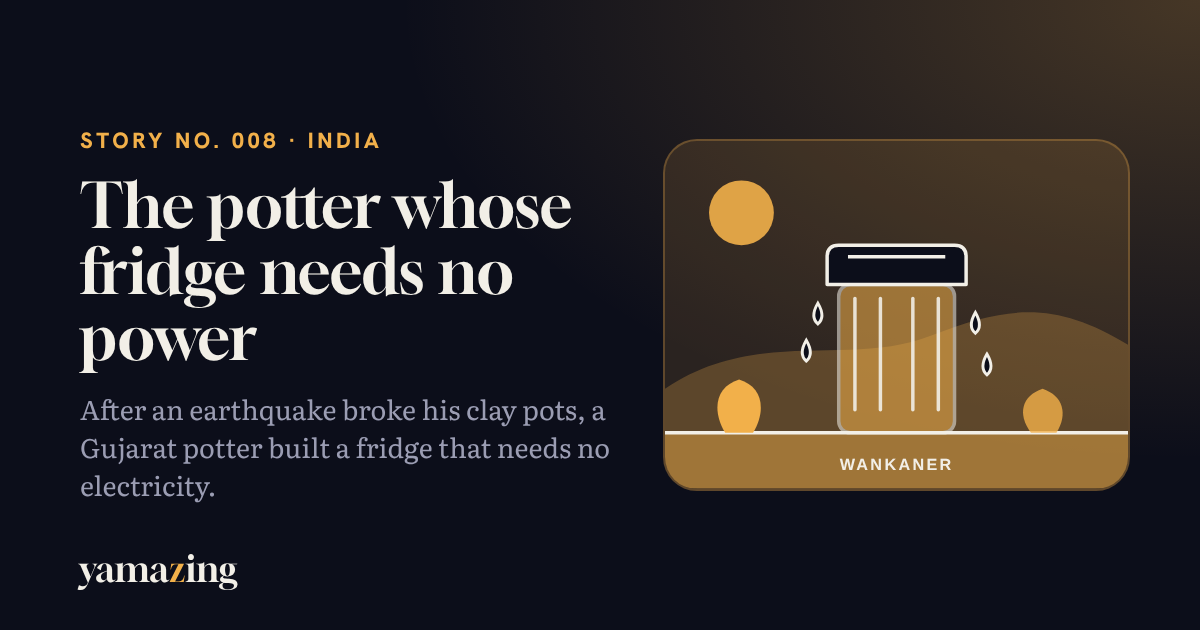 STORY NO. 008 · INDIA
The potter whose
fridge needs no
power
After an earthquake broke his clay pots, a
Gujarat potter built a fridge that needs no
electricity.
WANKANER
yamazing